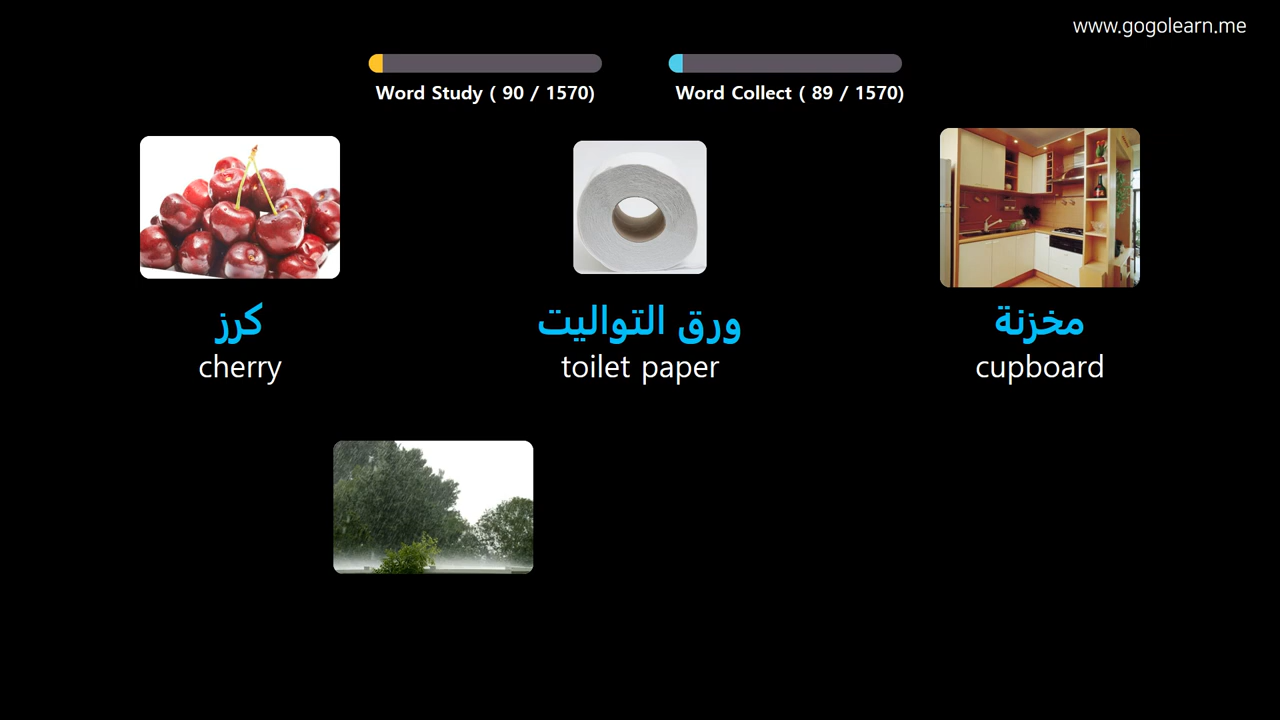 www.gogolearn.me
Word Study ( 90 / 1570)
Word Collect ( 89 / 1570)
كرز
cherry
ورق التواليت
toilet paper
مخزنة
cupboard